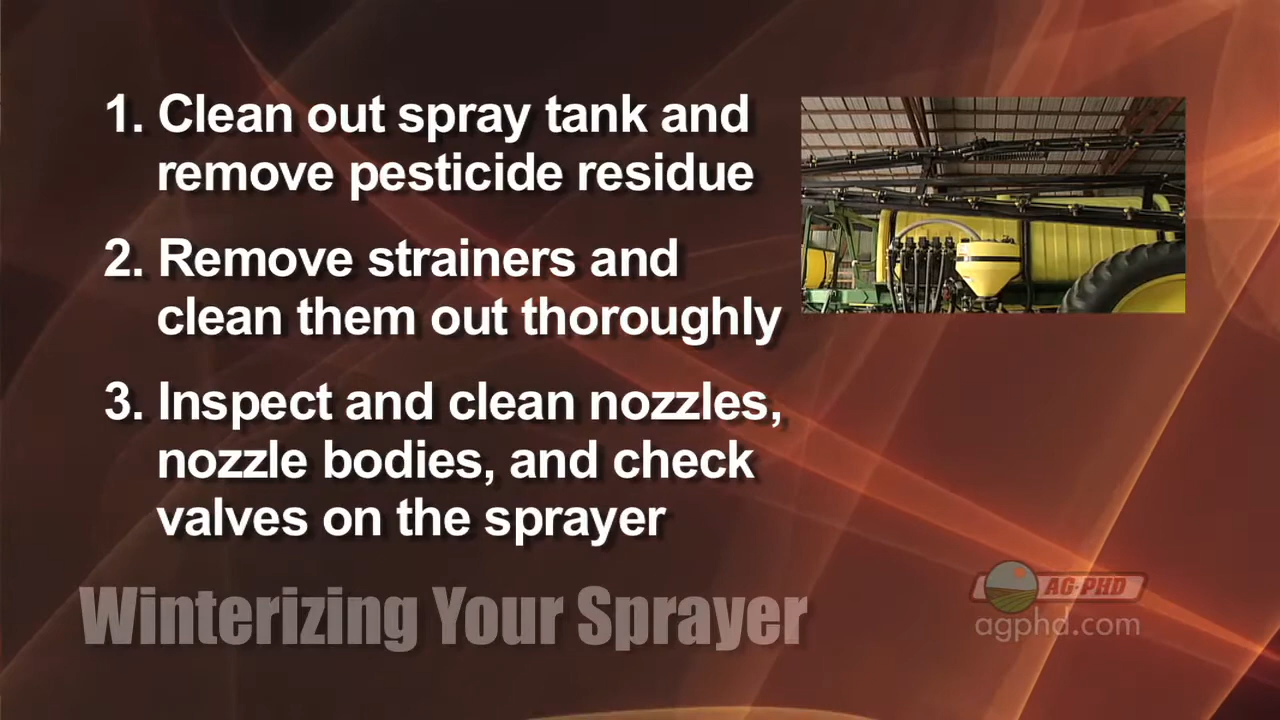 1. Clean out spray tank and
remove pesticide residue
2. Remove strainers and
clean them out thoroughly
3. Inspect and clean nozzles,
nozzle bodies, and check
valves on the sprayer
Winterizing Your Sprayer
AG·PHD
agphd.com